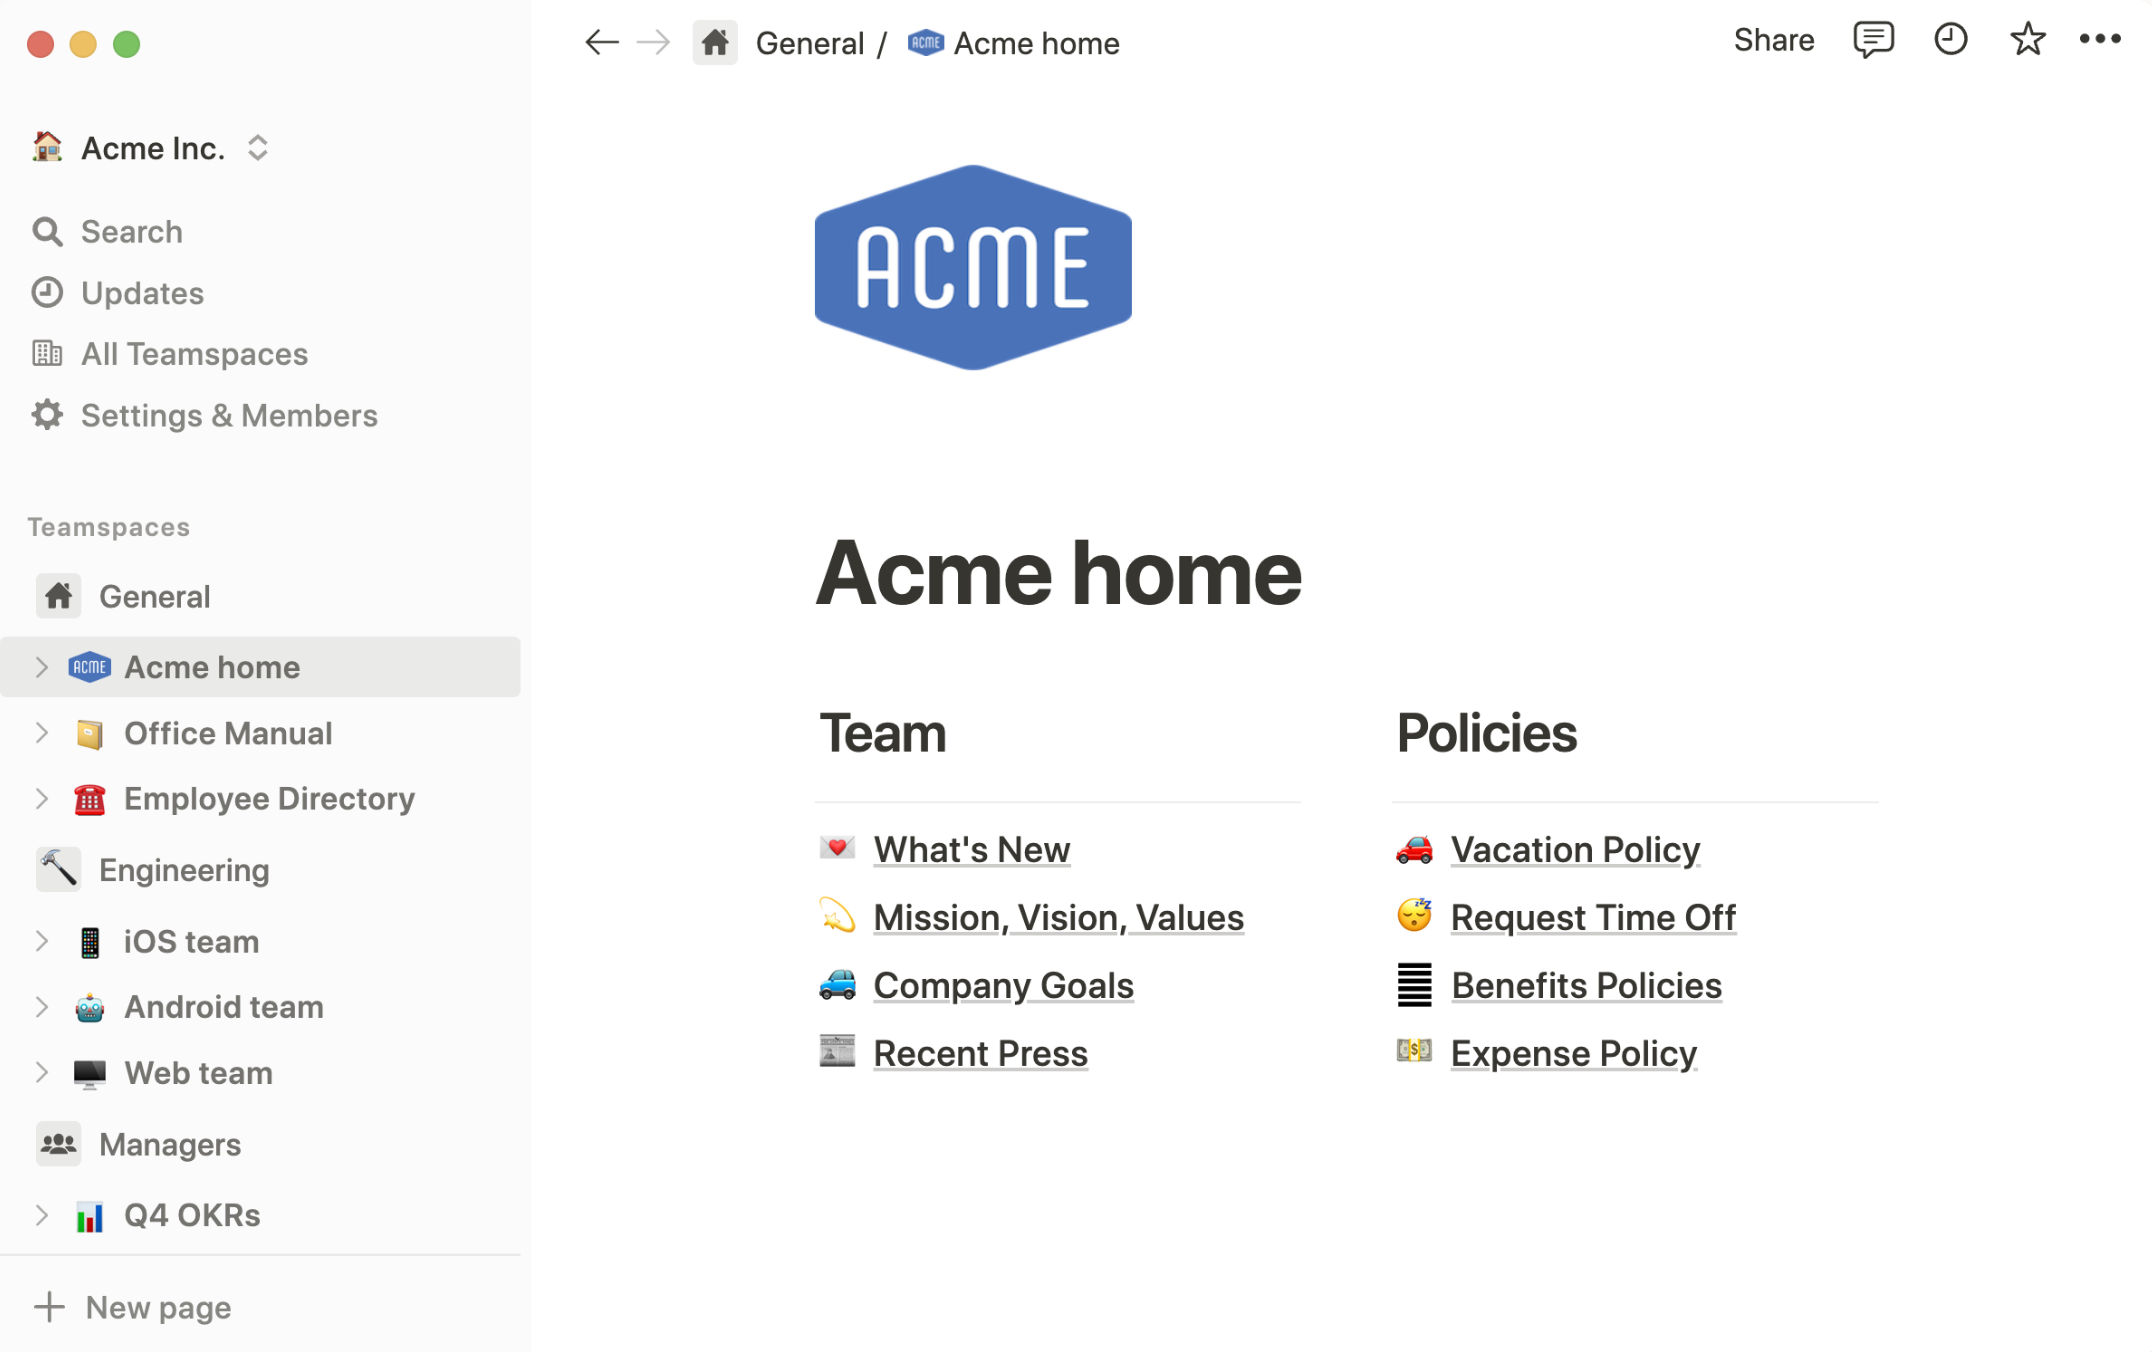 General / ACME Acme home
Share
Acme Inc.
Search
Updates
All Teamspaces
Settings & Members
Teamspaces
General
ACME Acme home
Office Manual
Employee Directory
Engineering
iOS team
Android team
Web team
Managers
Q4 OKRs
New page
ACME
Acme home
Team
What's New
Mission, Vision, Values
Company Goals
Recent Press
Policies
Vacation Policy
Request Time Off
Benefits Policies
Expense Policy